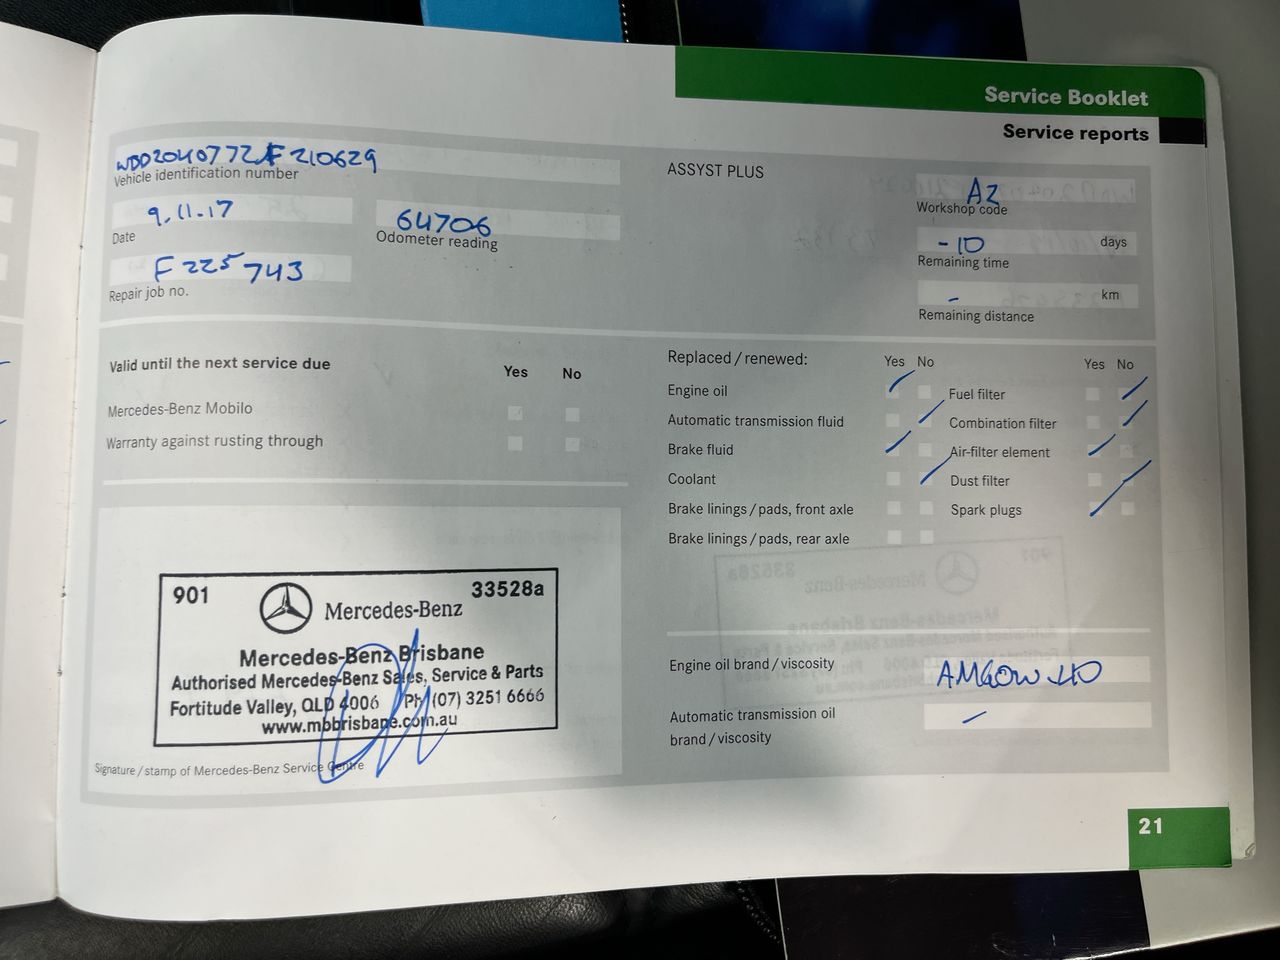 Service Booklet
Service reports
WDD2040772AF210629
Vehicle identification number
9.11.17
Date
64706
Odometer reading
F 225743
Repair job no.
ASSYST PLUS
A2
Workshop code
-10 days
Remaining time
- km
Remaining distance
Valid until the next service due Yes No
Mercedes-Benz Mobilo
Warranty against rusting through
Replaced / renewed: Yes No Yes No
Engine oil Fuel filter
Automatic transmission fluid Combination filter
Brake fluid Air-filter element
Coolant Dust filter
Brake linings / pads, front axle Spark plugs
Brake linings / pads, rear axle
901 33528a
Mercedes-Benz
Mercedes-Benz Brisbane
Authorised Mercedes-Benz Sales, Service & Parts
Fortitude Valley, QLD 4006 Ph (07) 3251 6666
www.mbbrisbane.com.au
Signature / stamp of Mercedes-Benz Service Centre
Engine oil brand / viscosity
Automatic transmission oil -
brand / viscosity
21